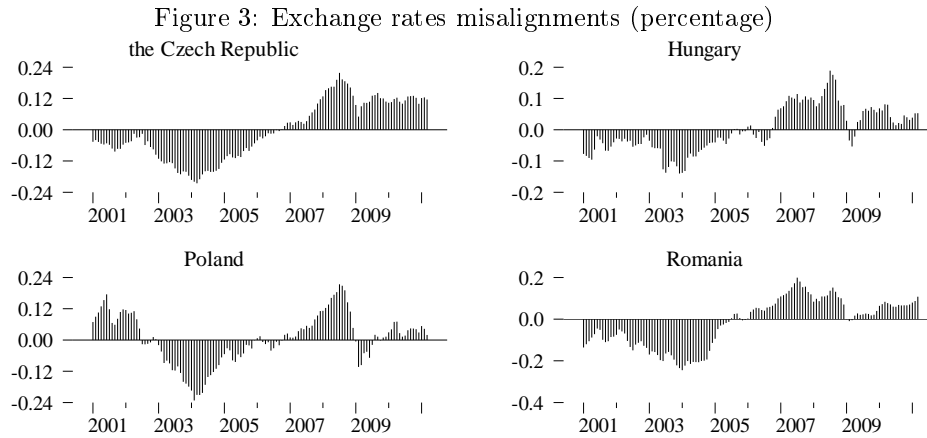 Figure 3: Exchange rates misalignments (percentage)
the Czech Republic
0.24
0.12
0.00
-0.12
-0.24
2001 2003 2005 2007 2009
Hungary
0.2
0.1
0.0
-0.1
-0.2
2001 2003 2005 2007 2009
Poland
0.24
0.12
0.00
-0.12
-0.24
2001 2003 2005 2007 2009
Romania
0.2
0.0
-0.2
-0.4
2001 2003 2005 2007 2009